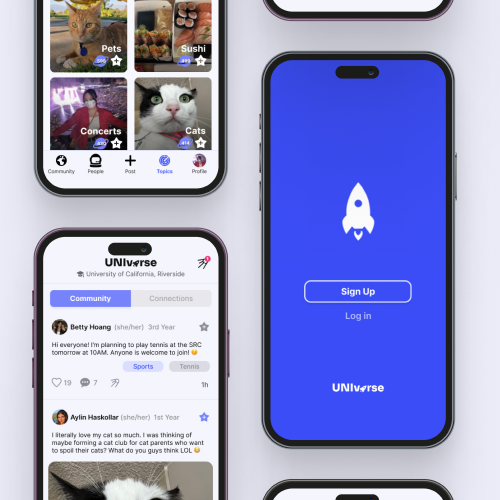 Pets
Sushi
Concerts
Cats
Community
People
Post
Topics
Profile
UNIverse
University of California, Riverside
Community
Connections
Betty Hoang (she/her) 3rd Year
Hi everyone! I'm planning to play tennis at the SRC
tomorrow at 10AM. Anyone is welcome to join! 😊
Sports
Tennis
19
7
1h
Aylin Haskollar (she/her) 1st Year
I literally love my cat so much. I was thinking of
maybe forming a cat club for cat parents who want
to spoil their cats? What do you guys think LOL 😊
Sign Up
Log in
UNIverse